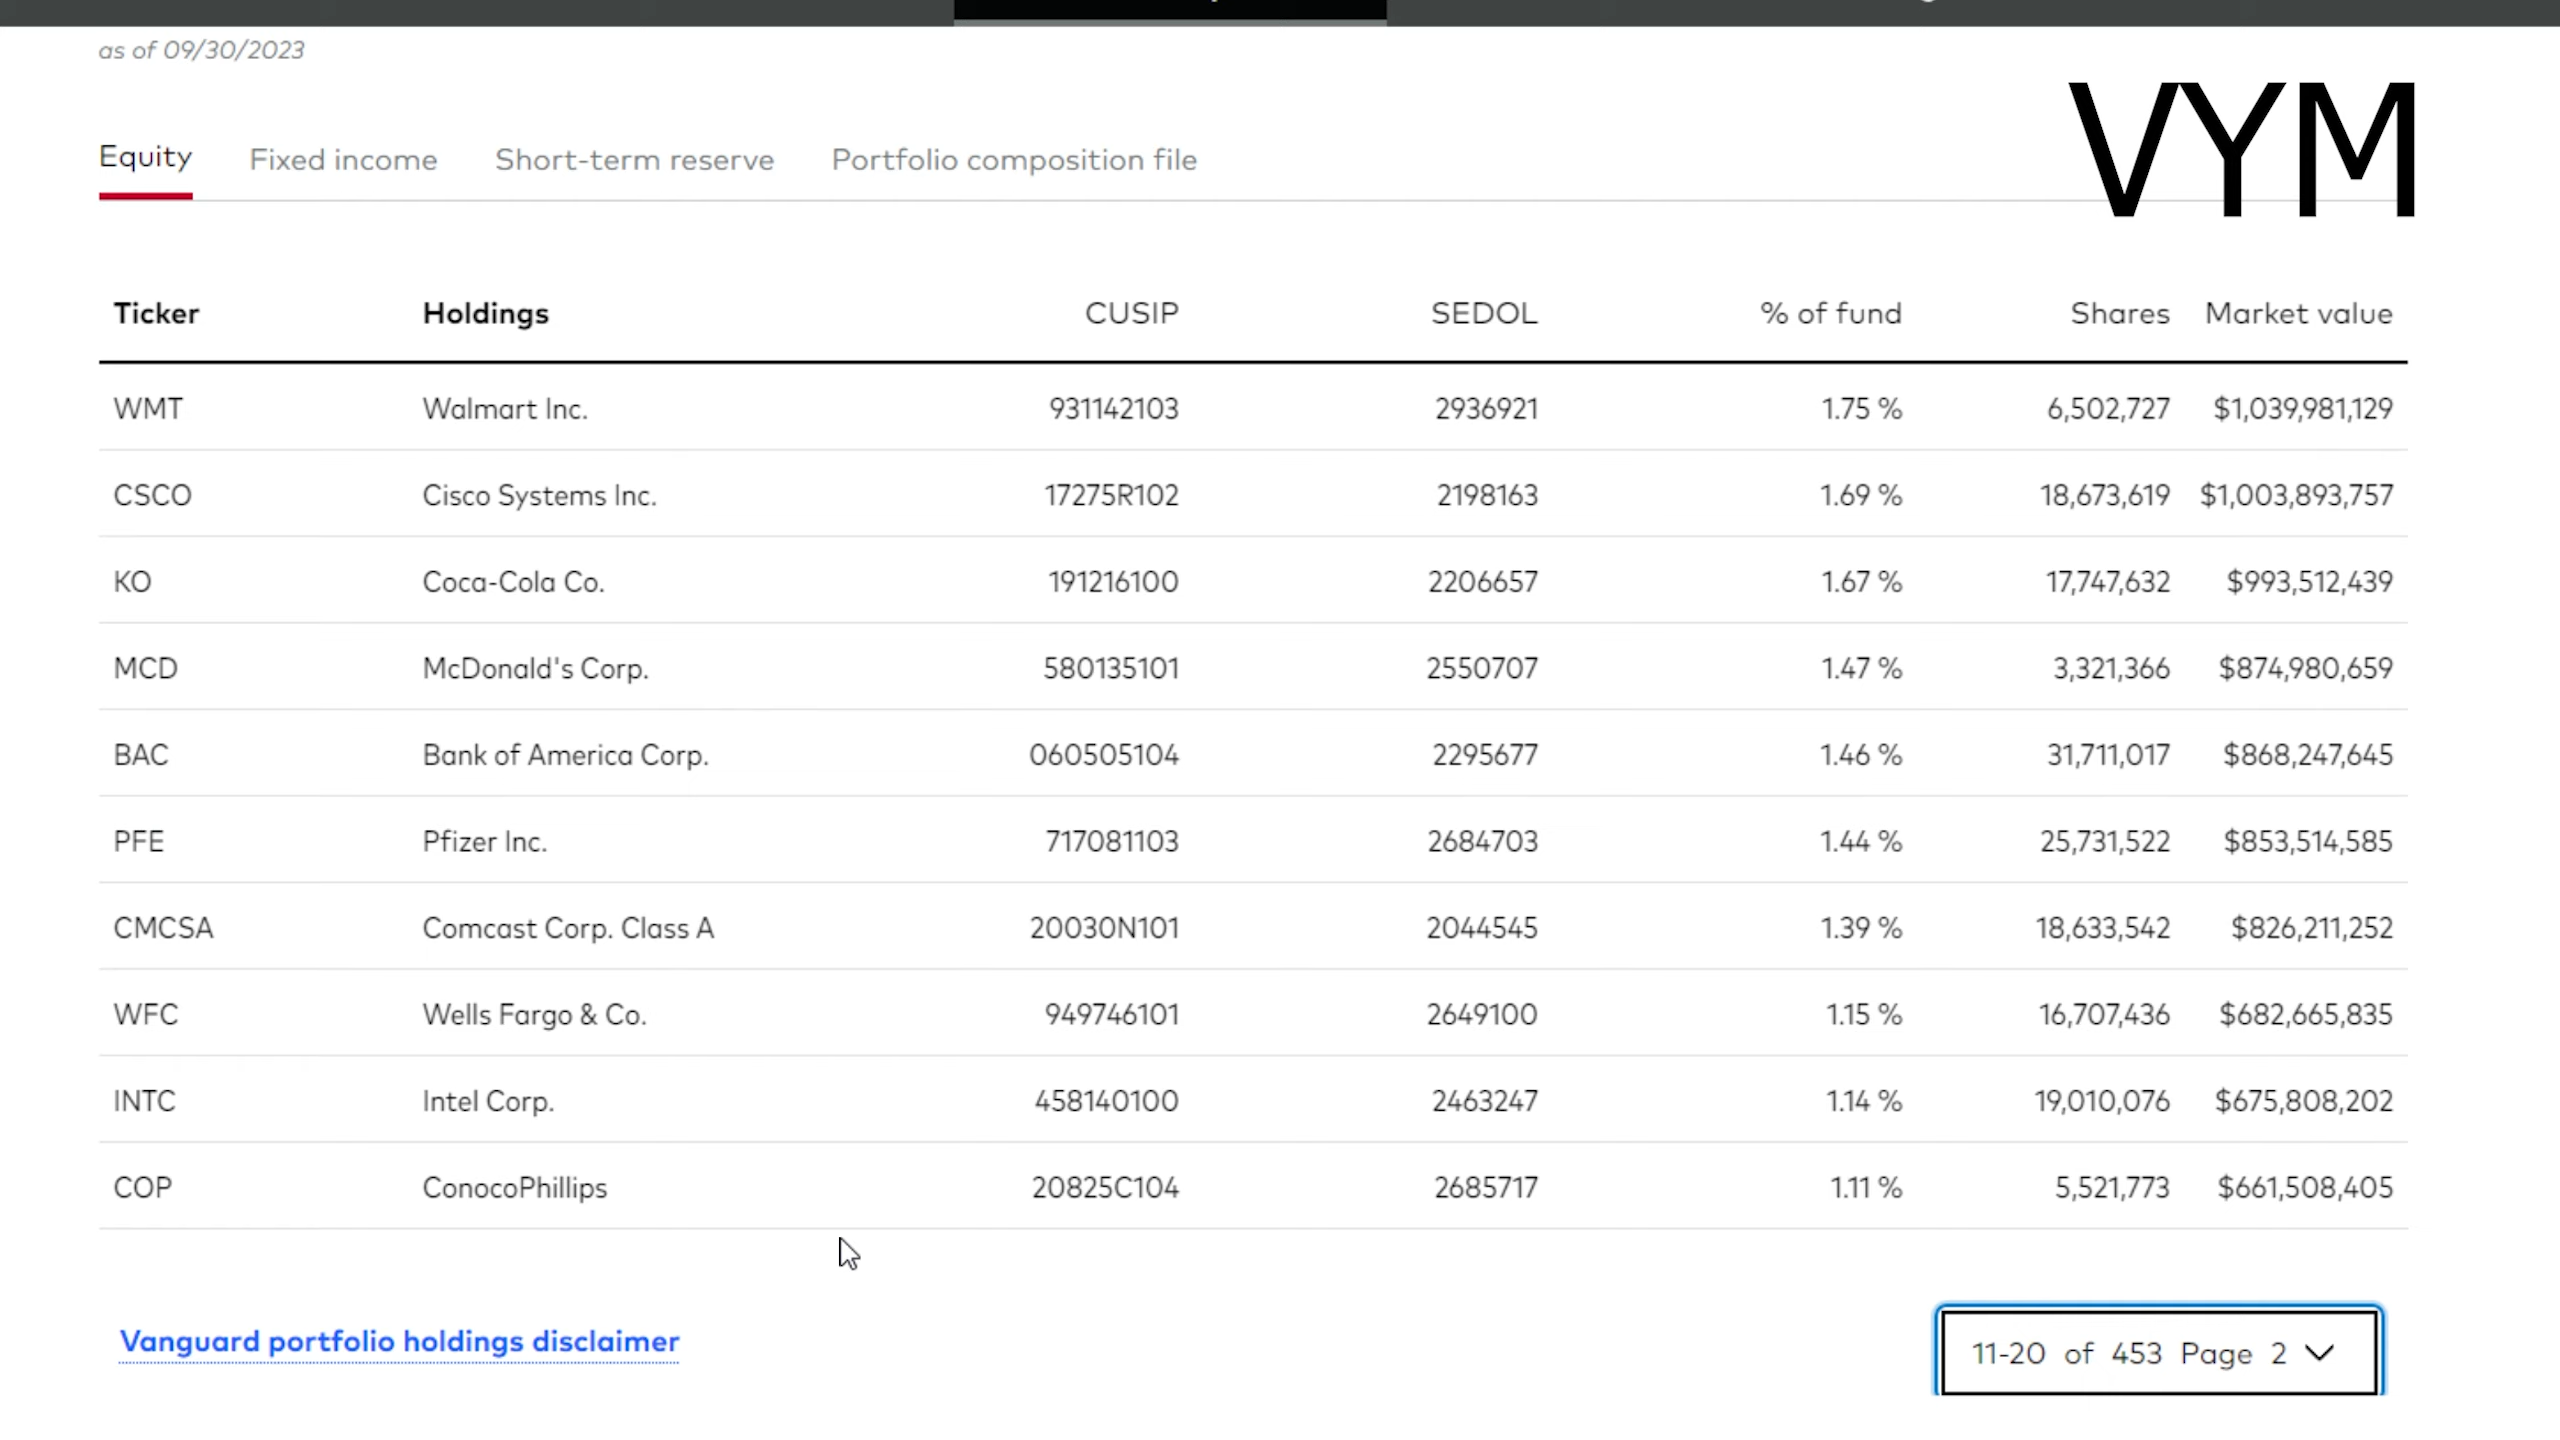 as of 09/30/2023
VYM
Equity Fixed income Short-term reserve Portfolio composition file
Ticker Holdings CUSIP SEDOL % of fund Shares Market value
WMT Walmart Inc. 931142103 2936921 1.75 % 6,502,727 $1,039,981,129
CSCO Cisco Systems Inc. 17275R102 2198163 1.69 % 18,673,619 $1,003,893,757
KO Coca-Cola Co. 191216100 2206657 1.67 % 17,747,632 $993,512,439
MCD McDonald's Corp. 580135101 2550707 1.47 % 3,321,366 $874,980,659
BAC Bank of America Corp. 060505104 2295677 1.46 % 31,711,017 $868,247,645
PFE Pfizer Inc. 717081103 2684703 1.44 % 25,731,522 $853,514,585
CMCSA Comcast Corp. Class A 20030N101 2044545 1.39 % 18,633,542 $826,211,252
WFC Wells Fargo & Co. 949746101 2649100 1.15 % 16,707,436 $682,665,835
INTC Intel Corp. 458140100 2463247 1.14 % 19,010,076 $675,808,202
COP ConocoPhillips 20825C104 2685717 1.11 % 5,521,773 $661,508,405
Vanguard portfolio holdings disclaimer
11-20 of 453 Page 2